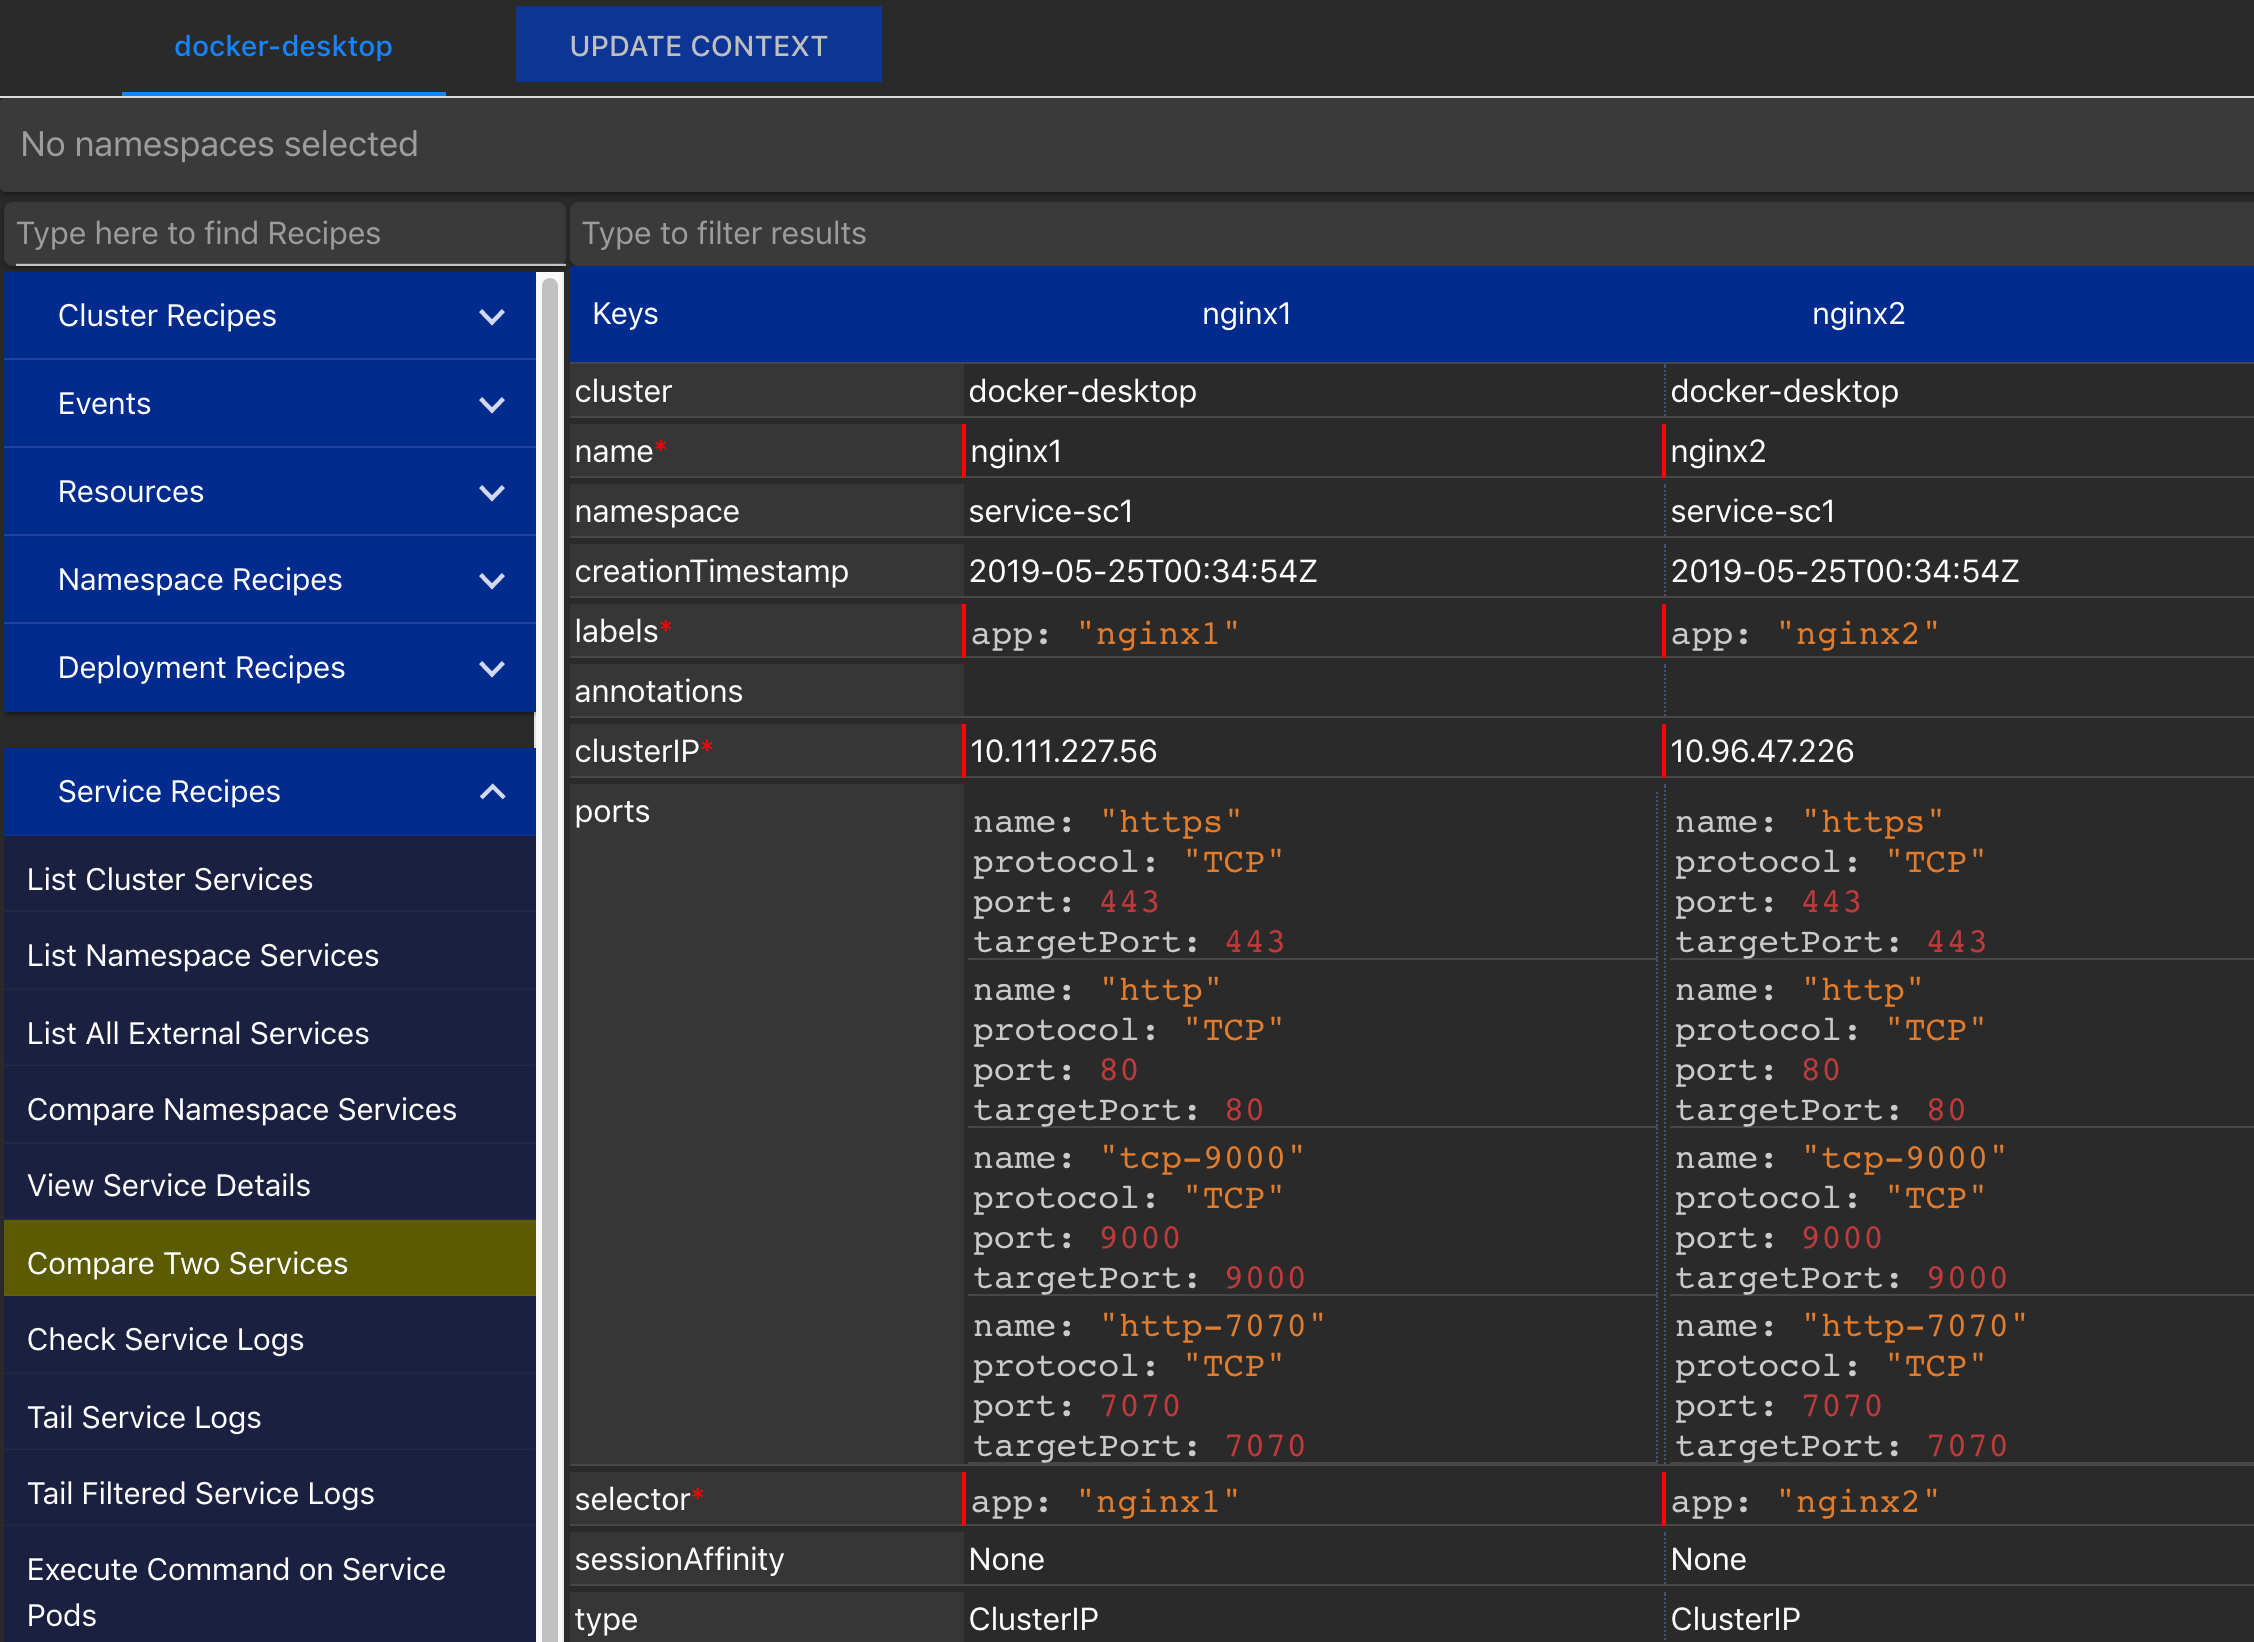 docker-desktop UPDATE CONTEXT
No namespaces selected
Type here to find Recipes
Cluster Recipes
Events
Resources
Namespace Recipes
Deployment Recipes
Service Recipes
List Cluster Services
List Namespace Services
List All External Services
Compare Namespace Services
View Service Details
Compare Two Services
Check Service Logs
Tail Service Logs
Tail Filtered Service Logs
Execute Command on Service
Pods
Type to filter results
Keys nginx1 nginx2
cluster docker-desktop docker-desktop
name* nginx1 nginx2
namespace service-sc1 service-sc1
creationTimestamp 2019-05-25T00:34:54Z 2019-05-25T00:34:54Z
labels* app: "nginx1" app: "nginx2"
annotations
clusterIP* 10.111.227.56 10.96.47.226
ports name: "https" name: "https"
protocol: "TCP" protocol: "TCP"
port: 443 port: 443
targetPort: 443 targetPort: 443
name: "http" name: "http"
protocol: "TCP" protocol: "TCP"
port: 80 port: 80
targetPort: 80 targetPort: 80
name: "tcp-9000" name: "tcp-9000"
protocol: "TCP" protocol: "TCP"
port: 9000 port: 9000
targetPort: 9000 targetPort: 9000
name: "http-7070" name: "http-7070"
protocol: "TCP" protocol: "TCP"
port: 7070 port: 7070
targetPort: 7070 targetPort: 7070
selector* app: "nginx1" app: "nginx2"
sessionAffinity None None
type ClusterIP ClusterIP